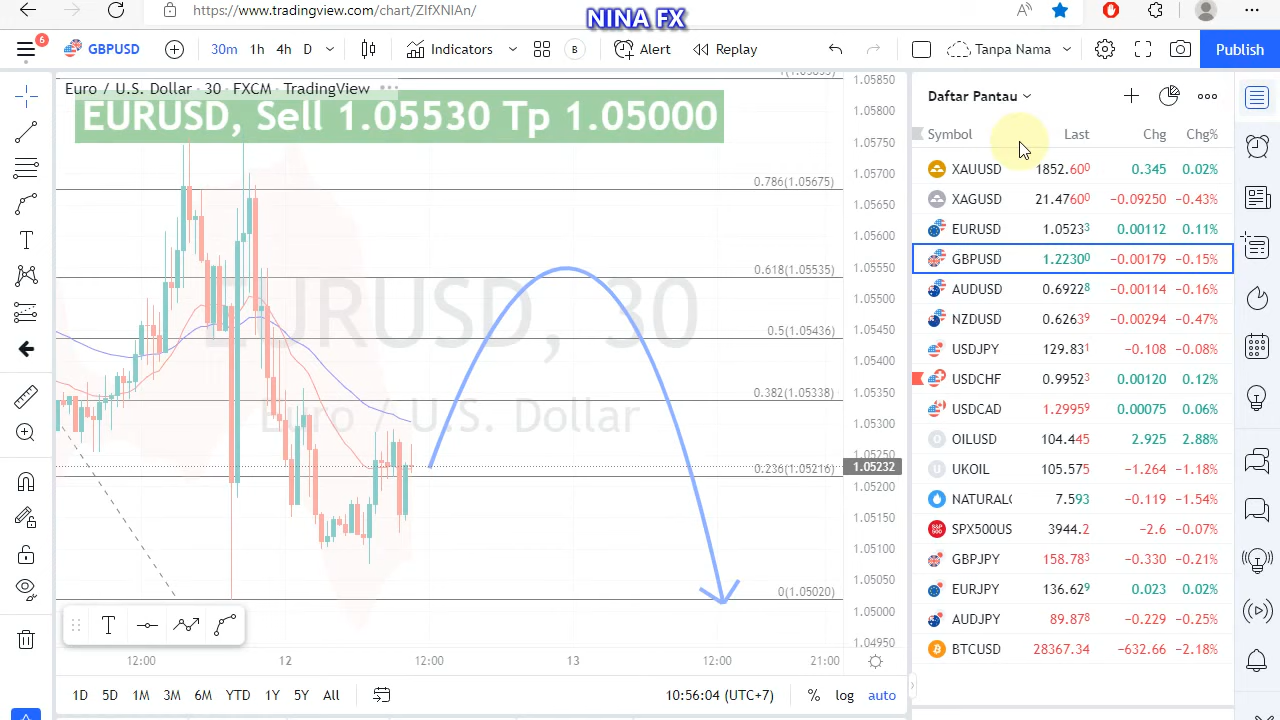 https://www.tradingview.com/chart/ZIfXNIAn/
NINA FX
6
GBPUSD
30m 1h 4h D
Indicators
B
Alert
Replay
Tanpa Nama
Publish
Euro / U.S. Dollar · 30 · FXCM · TradingView
EURUSD, Sell 1.05530 Tp 1.05000
EURUSD, 30
Euro / U.S. Dollar
0.786(1.05675)
0.618(1.05535)
0.5(1.05436)
0.382(1.05338)
0.236(1.05216)
0(1.05020)
1.05850
1.05800
1.05750
1.05700
1.05650
1.05600
1.05550
1.05500
1.05450
1.05400
1.05350
1.05300
1.05250
1.05232
1.05200
1.05150
1.05100
1.05050
1.05000
1.04950
T
12:00 12 12:00 13 12:00 21:00
1D 5D 1M 3M 6M YTD 1Y 5Y All
10:56:04 (UTC+7) % log auto
Daftar Pantau
Symbol Last Chg Chg%
XAUUSD 1852.600 0.345 0.02%
XAGUSD 21.47600 −0.09250 −0.43%
EURUSD 1.05233 0.00112 0.11%
GBPUSD 1.22300 −0.00179 −0.15%
AUDUSD 0.69228 −0.00114 −0.16%
NZDUSD 0.62639 −0.00294 −0.47%
USDJPY 129.831 −0.108 −0.08%
USDCHF 0.99523 0.00120 0.12%
USDCAD 1.29959 0.00075 0.06%
OILUSD 104.445 2.925 2.88%
UKOIL 105.575 −1.264 −1.18%
NATURALG 7.593 −0.119 −1.54%
SPX500US 3944.2 −2.6 −0.07%
GBPJPY 158.783 −0.330 −0.21%
EURJPY 136.629 0.023 0.02%
AUDJPY 89.878 −0.229 −0.25%
BTCUSD 28367.34 −632.66 −2.18%